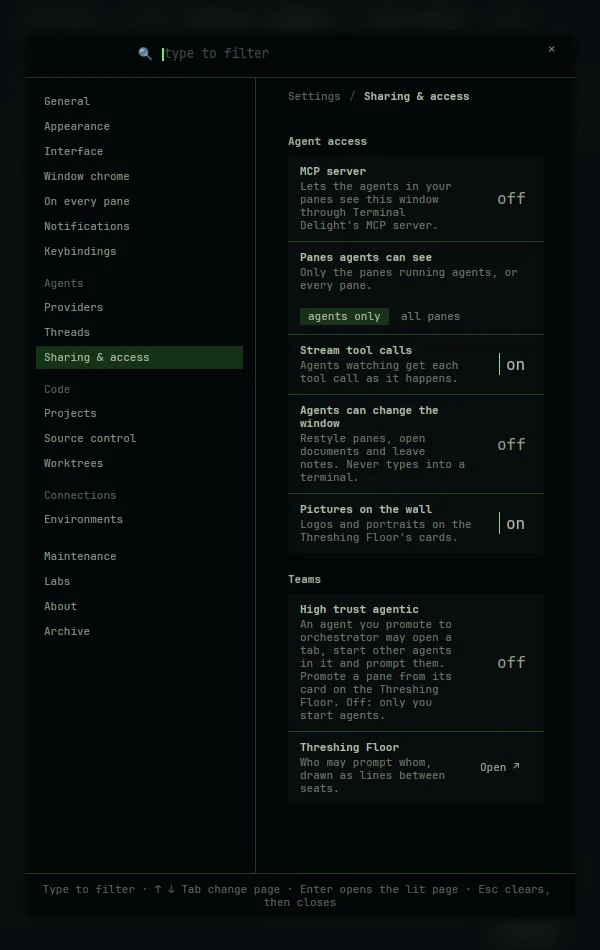 🔍 type to filter
×
General
Appearance
Interface
Window chrome
On every pane
Notifications
Keybindings
Agents
Providers
Threads
Sharing & access
Code
Projects
Source control
Worktrees
Connections
Environments
Maintenance
Labs
About
Archive
Settings / Sharing & access
Agent access
MCP server
Lets the agents in your
panes see this window
through Terminal
Delight's MCP server.
off
Panes agents can see
Only the panes running agents, or
every pane.
agents only all panes
Stream tool calls
Agents watching get each
tool call as it happens.
on
Agents can change the
window
Restyle panes, open
documents and leave
notes. Never types into a
terminal.
off
Pictures on the wall
Logos and portraits on the
Threshing Floor's cards.
on
Teams
High trust agentic
An agent you promote to
orchestrator may open a
tab, start other agents
in it and prompt them.
Promote a pane from its
card on the Threshing
Floor. Off: only you
start agents.
off
Threshing Floor
Who may prompt whom,
drawn as lines between
seats.
Open ↗
Type to filter · ↑ ↓ Tab change page · Enter opens the lit page · Esc clears,
then closes